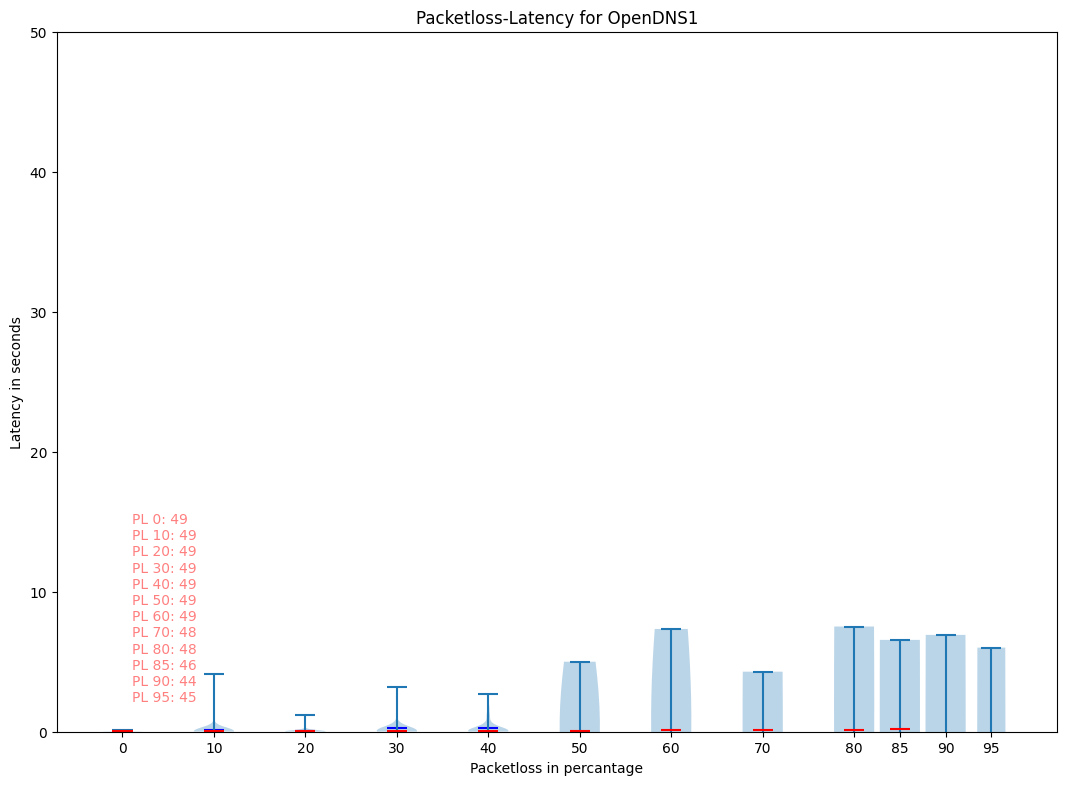 Packetloss-Latency for OpenDNS1
50
40
30
20
10
0
Latency in seconds
PL 0: 49
PL 10: 49
PL 20: 49
PL 30: 49
PL 40: 49
PL 50: 49
PL 60: 49
PL 70: 48
PL 80: 48
PL 85: 46
PL 90: 44
PL 95: 45
0 10 20 30 40 50 60 70 80 85 90 95
Packetloss in percantage